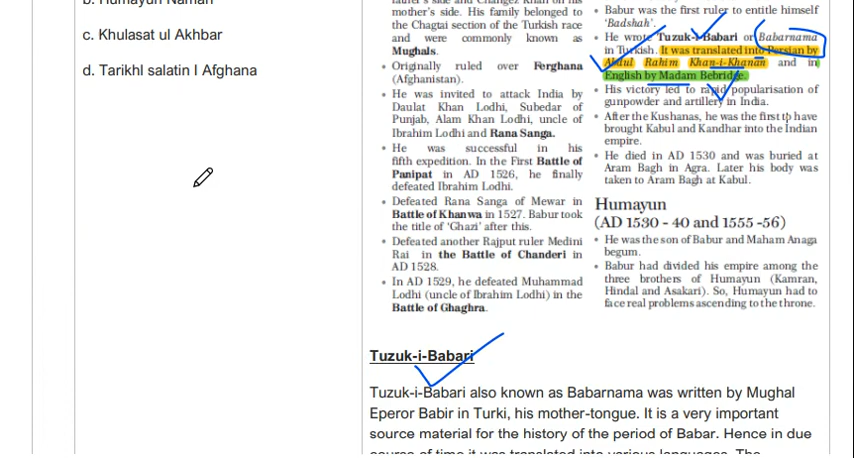 b. Humayun Naman
c. Khulasat ul Akhbar
d. Tarikhl salatin I Afghana
mother's side. His family belonged to
the Chagtai section of the Turkish race
and were commonly known as
Mughals.
• Originally ruled over Ferghana
(Afghanistan).
• He was invited to attack India by
Daulat Khan Lodhi, Subedar of
Punjab, Alam Khan Lodhi, uncle of
Ibrahim Lodhi and Rana Sanga.
• He was successful in his
fifth expedition. In the First Battle of
Panipat in AD 1526, he finally
defeated Ibrahim Lodhi.
• Defeated Rana Sanga of Mewar in
Battle of Khanwa in 1527. Babur took
the title of 'Ghazi' after this.
• Defeated another Rajput ruler Medini
Rai in the Battle of Chanderi in
AD 1528.
• In AD 1529, he defeated Muhammad
Lodhi (uncle of Ibrahim Lodhi) in the
Battle of Ghaghra.
• Babur was the first ruler to entitle himself
'Badshah'.
• He wrote Tuzuk-i-Babari or Babarnama
in Turkish. It was translated into Persian by
Abdul Rahim Khan-i-Khanan and in
English by Madam Bebridge.
• His victory led to rapid popularisation of
gunpowder and artillery in India.
• After the Kushanas, he was the first to have
brought Kabul and Kandhar into the Indian
empire.
• He died in AD 1530 and was buried at
Aram Bagh in Agra. Later his body was
taken to Aram Bagh at Kabul.
Humayun
(AD 1530 - 40 and 1555 -56)
• He was the son of Babur and Maham Anaga
begum.
• Babur had divided his empire among the
three brothers of Humayun (Kamran,
Hindal and Asakari). So, Humayun had to
face real problems ascending to the throne.
Tuzuk-i-Babari
Tuzuk-i-Babari also known as Babarnama was written by Mughal
Eperor Babir in Turki, his mother-tongue. It is a very important
source material for the history of the period of Babar. Hence in due